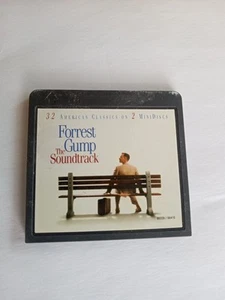 32 AMERICAN CLASSICS ON 2 MINIDISCS
Forrest
Gump
The
Soundtrack